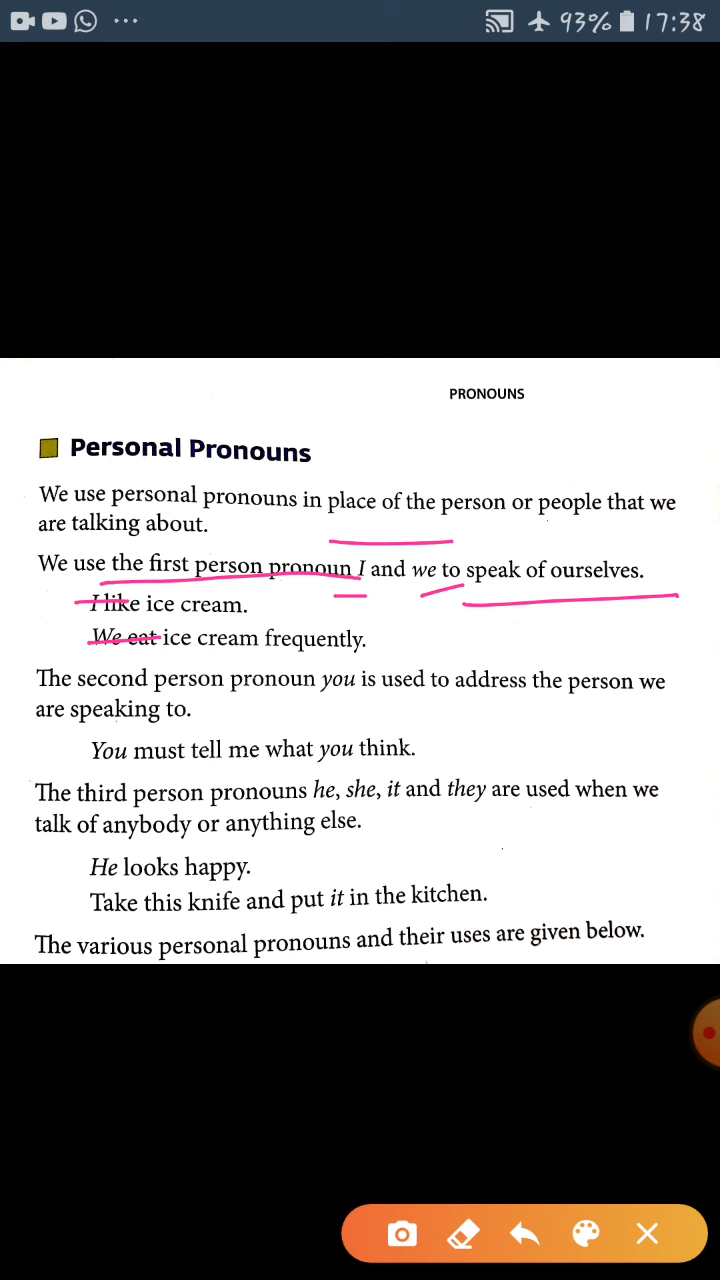 93% 17:38
PRONOUNS
Personal Pronouns
We use personal pronouns in place of the person or people that we
are talking about.
We use the first person pronoun I and we to speak of ourselves.
I like ice cream.
We eat ice cream frequently.
The second person pronoun you is used to address the person we
are speaking to.
You must tell me what you think.
The third person pronouns he, she, it and they are used when we
talk of anybody or anything else.
He looks happy.
Take this knife and put it in the kitchen.
The various personal pronouns and their uses are given below.